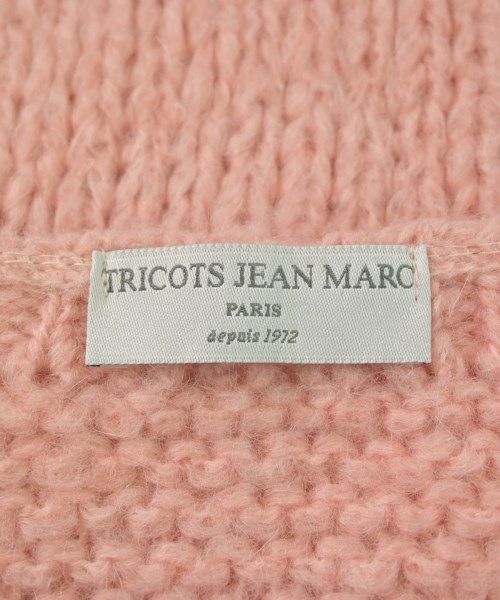 TRICOTS JEAN MARC
PARIS
depuis 1972